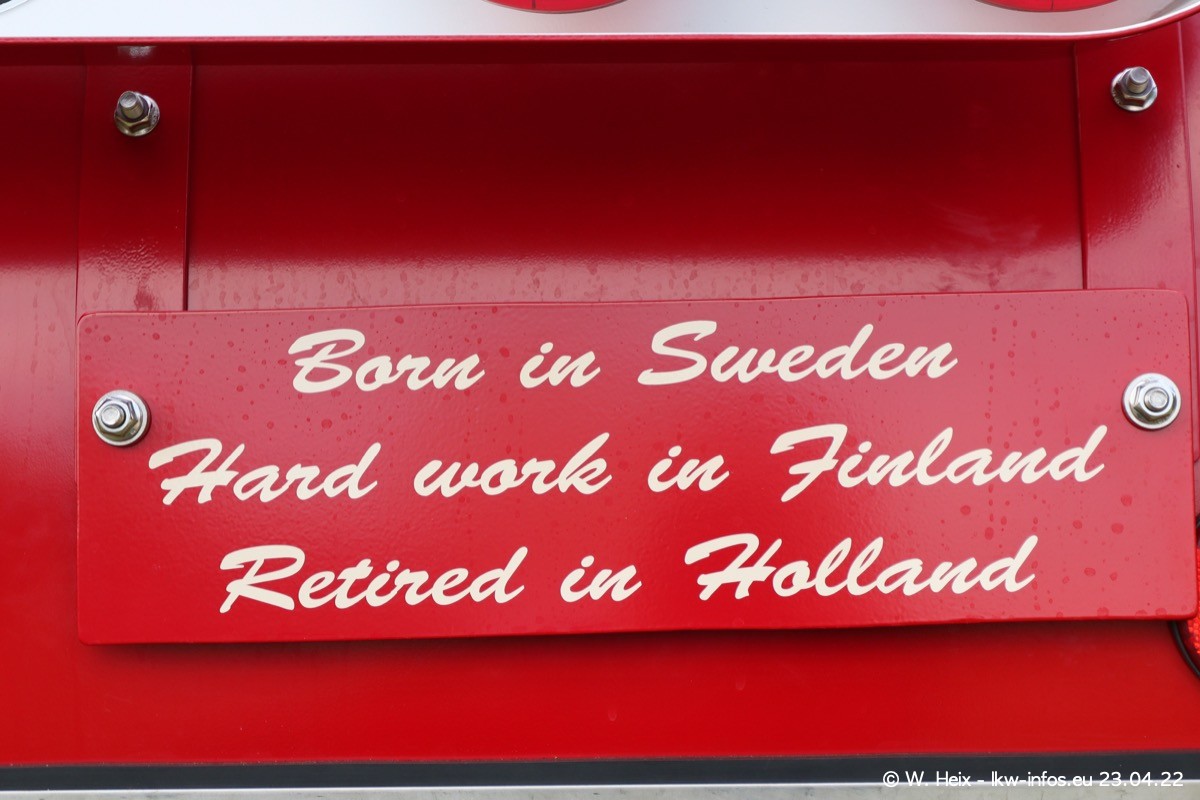 Born in Sweden
Hard work in Finland
Retired in Holland
© W. Heix - lkw-infos.eu 23.04.22